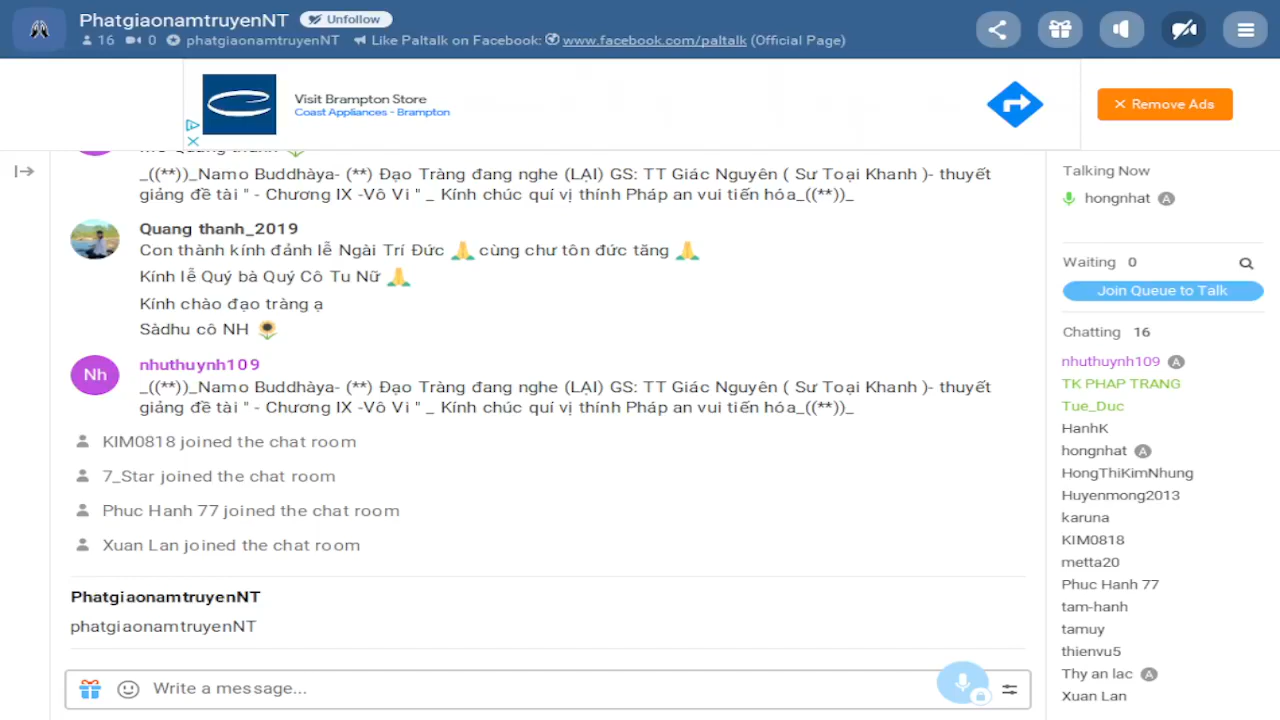 PhatgiaonamtruyenNT Unfollow
16 0 phatgiaonamtruyenNT Like Paltalk on Facebook: www.facebook.com/paltalk (Official Page)
Visit Brampton Store
Coast Appliances - Brampton
Remove Ads
_((**))_Namo Buddhàya- (**) Đạo Tràng đang nghe (LẠI) GS: TT Giác Nguyên ( Sư Toại Khanh )- thuyết
giảng đề tài " - Chương IX -Vô Vi " _ Kính chúc quí vị thính Pháp an vui tiến hóa_((**))_
Quang thanh_2019
Con thành kính đảnh lễ Ngài Trí Đức 🙏 cùng chư tôn đức tăng 🙏
Kính lễ Quý bà Quý Cô Tu Nữ 🙏
Kính chào đạo tràng ạ
Sàdhu cô NH 🌻
Nh
nhuthuynh109
_((**))_Namo Buddhàya- (**) Đạo Tràng đang nghe (LẠI) GS: TT Giác Nguyên ( Sư Toại Khanh )- thuyết
giảng đề tài " - Chương IX -Vô Vi " _ Kính chúc quí vị thính Pháp an vui tiến hóa_((**))_
KIM0818 joined the chat room
7_Star joined the chat room
Phuc Hanh 77 joined the chat room
Xuan Lan joined the chat room
PhatgiaonamtruyenNT
phatgiaonamtruyenNT
Write a message...
Talking Now
hongnhat A
Waiting 0
Join Queue to Talk
Chatting 16
nhuthuynh109 A
TK PHAP TRANG
Tue_Duc
HanhK
hongnhat A
HongThiKimNhung
Huyenmong2013
karuna
KIM0818
metta20
Phuc Hanh 77
tam-hanh
tamuy
thienvu5
Thy an lac A
Xuan Lan